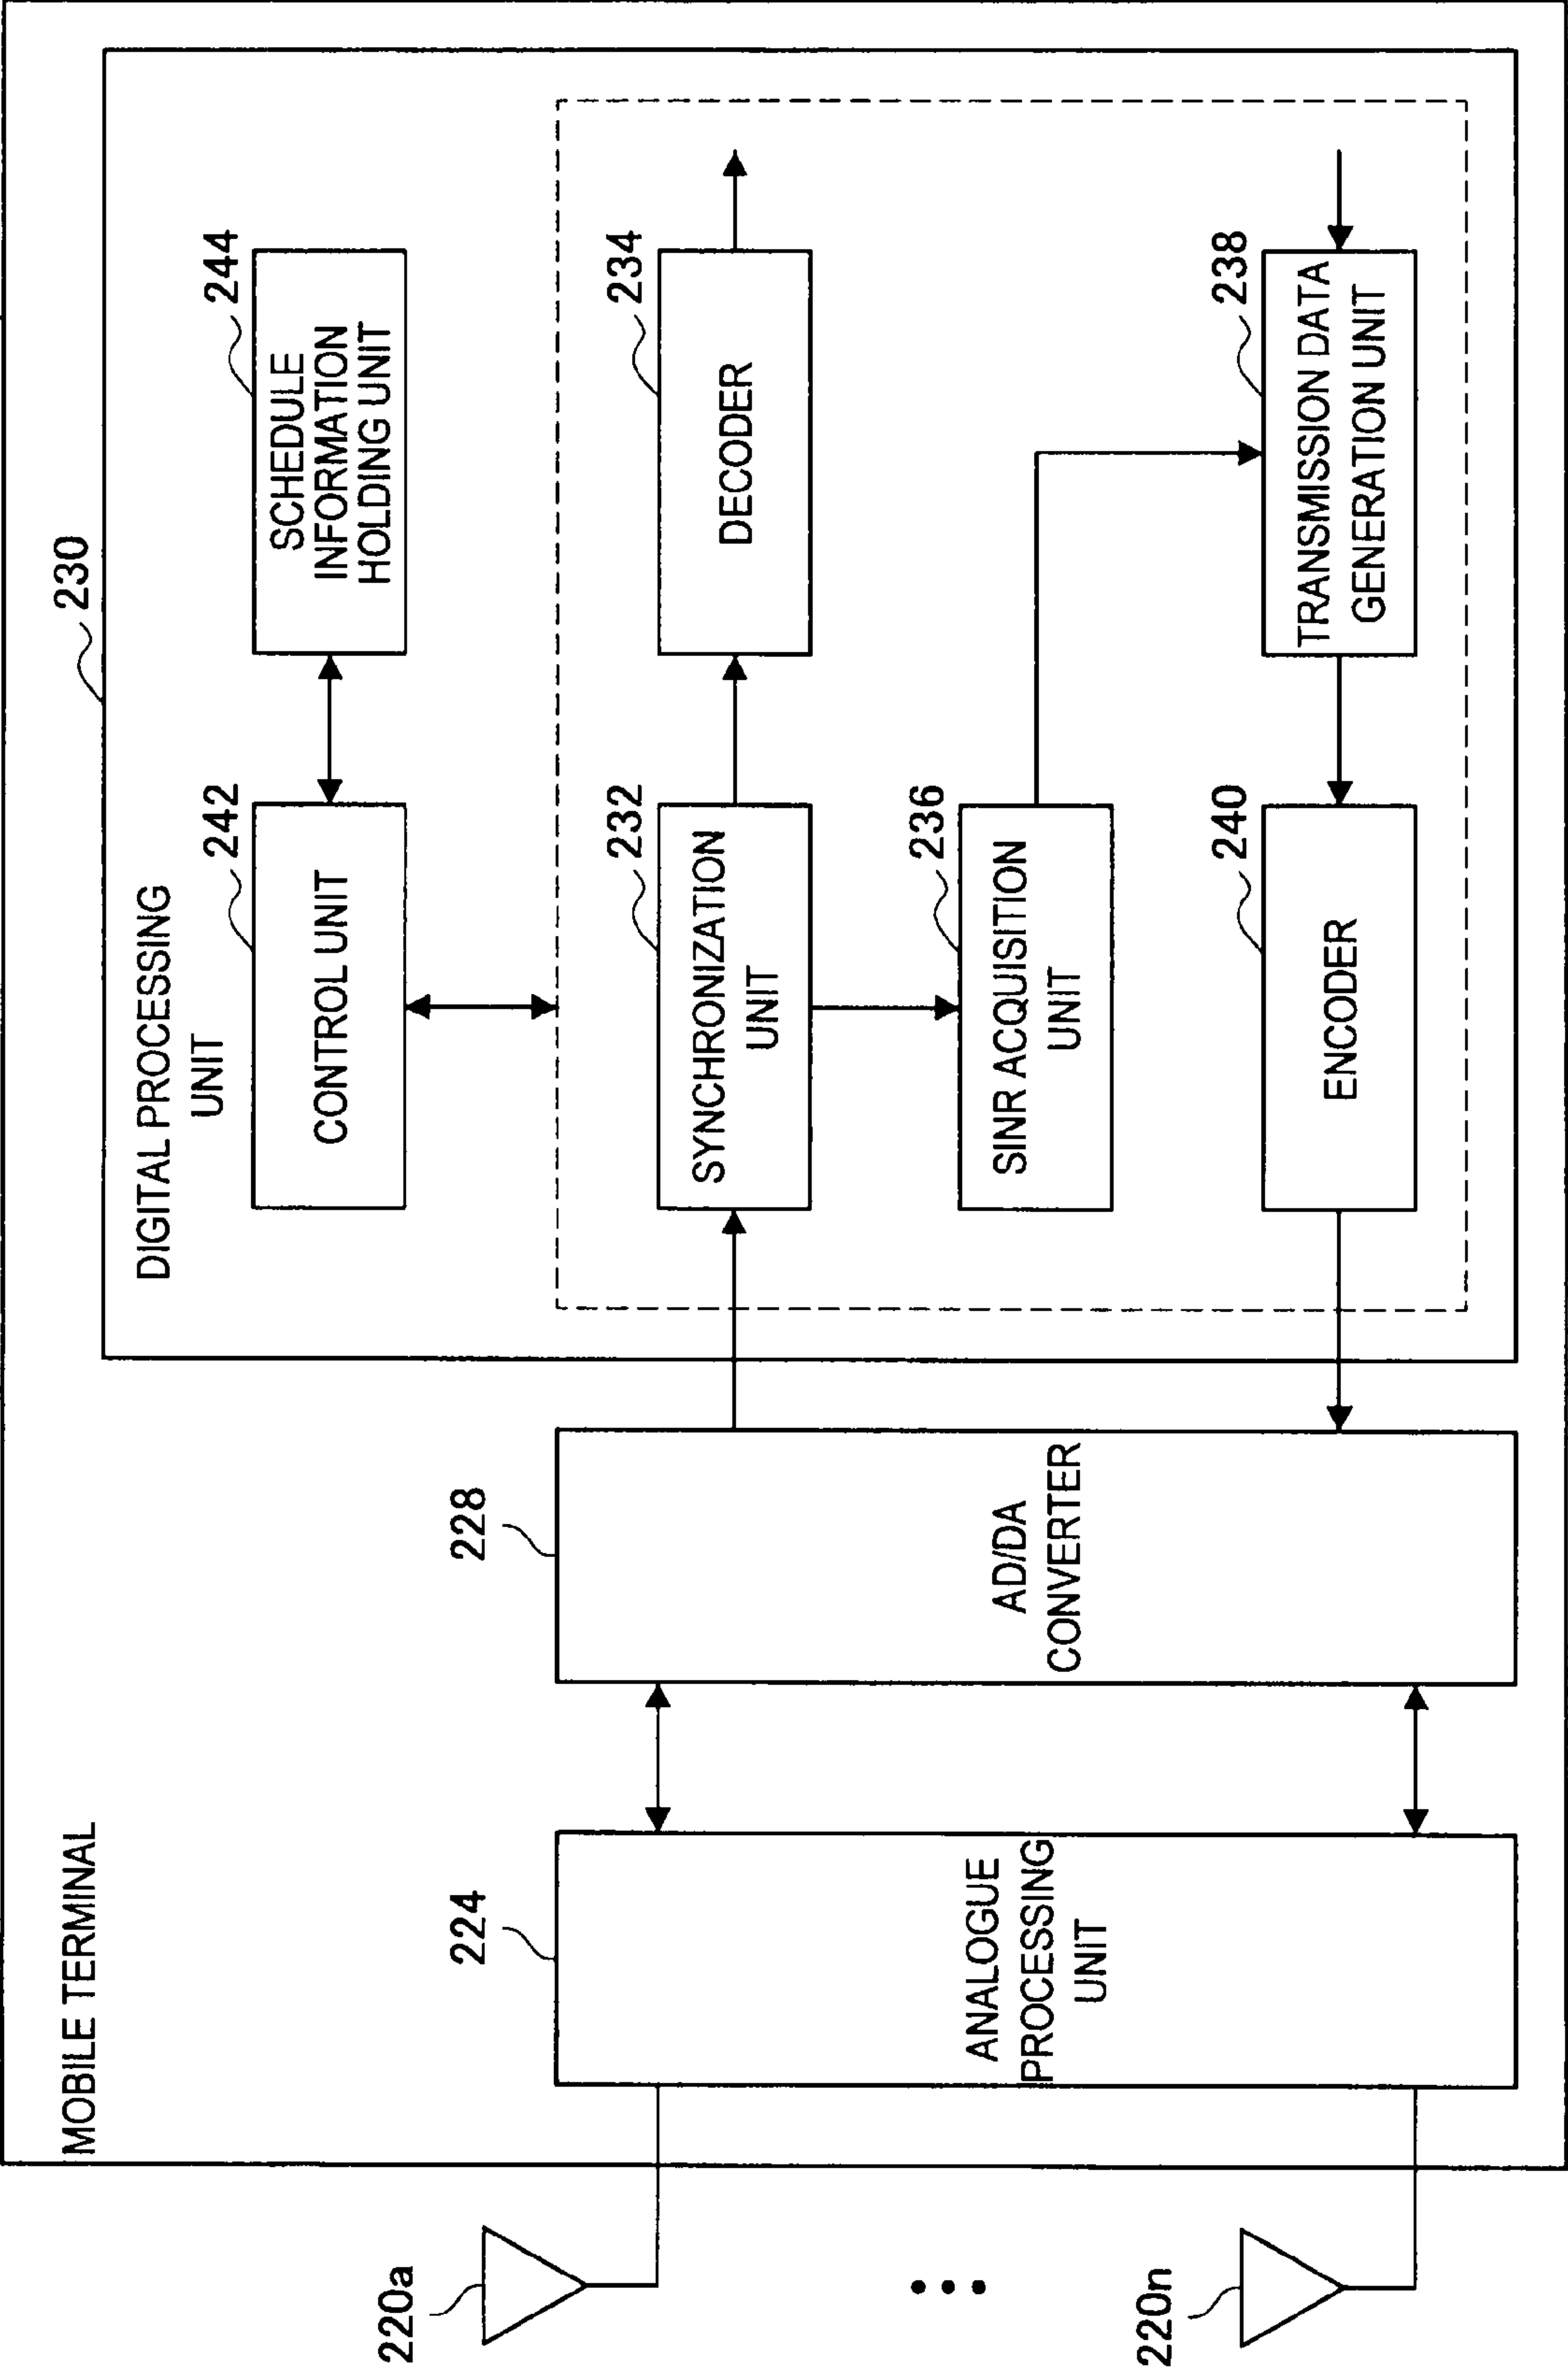 MOBILE TERMINAL
230
DIGITAL PROCESSING
UNIT
242
CONTROL UNIT
244
SCHEDULE
INFORMATION
HOLDING UNIT
220a
224
ANALOGUE
PROCESSING
UNIT
228
AD/DA
CONVERTER
232
SYNCHRONIZATION
UNIT
234
DECODER
236
SINR ACQUISITION
UNIT
220n
240
ENCODER
238
TRANSMISSION DATA
GENERATION UNIT